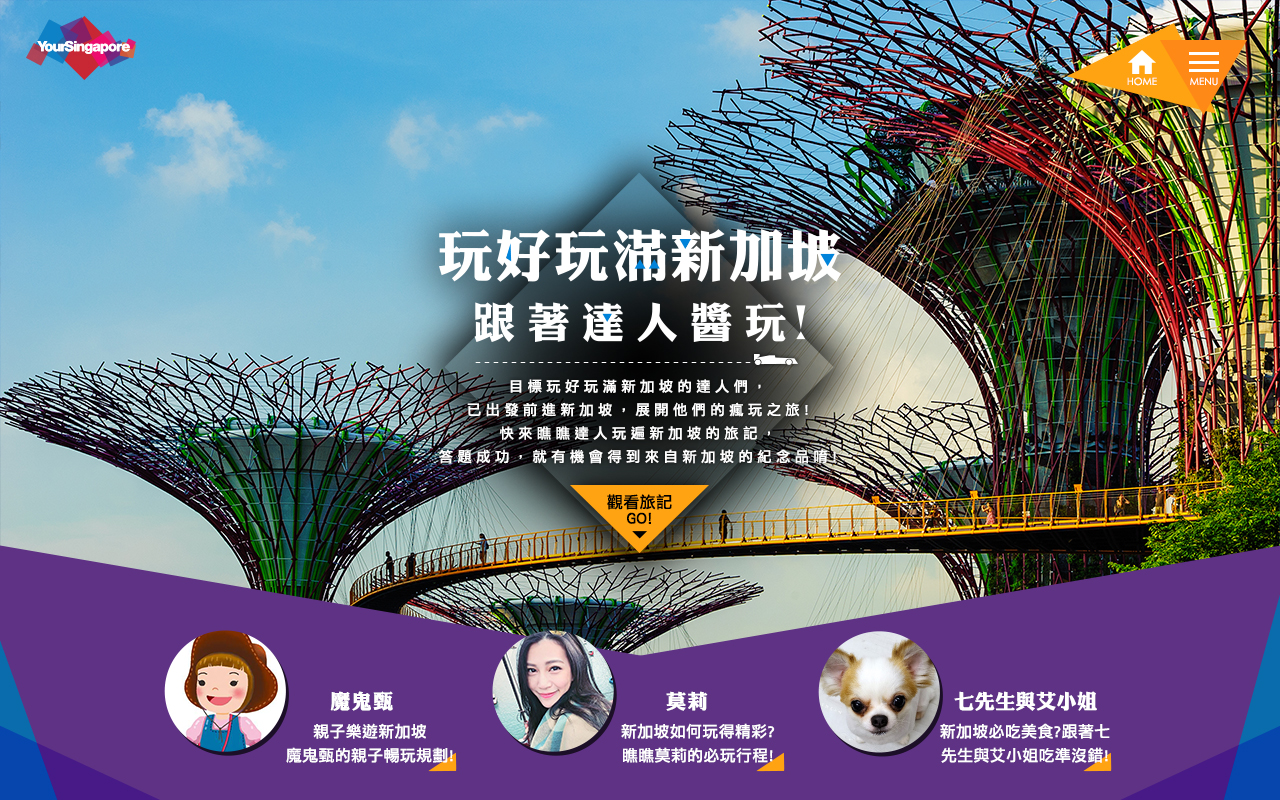 YourSingapore
HOME
MENU
玩好玩滿新加坡
跟著達人醬玩!
目標玩好玩滿新加坡的達人們，
已出發前進新加坡，展開他們的瘋玩之旅!
快來瞧瞧達人玩遍新加坡的旅記，
答題成功，就有機會得到來自新加坡的紀念品唷!
觀看旅記
GO!
魔鬼甄
親子樂遊新加坡
魔鬼甄的親子暢玩規劃!
莫莉
新加坡如何玩得精彩?
瞧瞧莫莉的必玩行程!
七先生與艾小姐
新加坡必吃美食?跟著七
先生與艾小姐吃準沒錯!